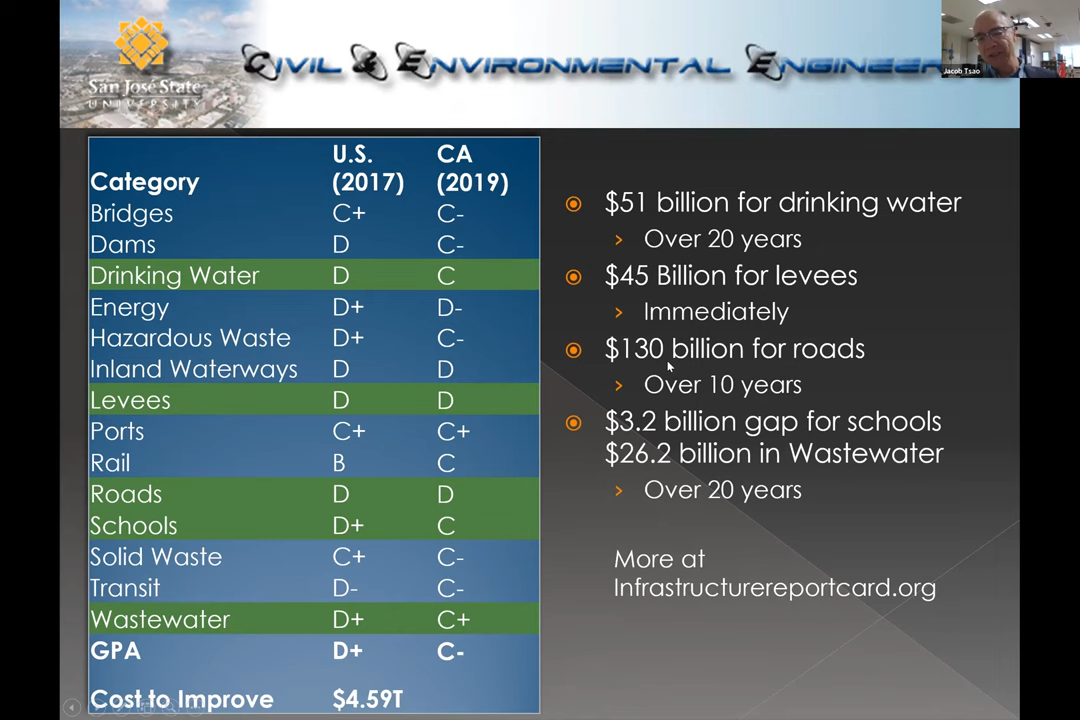 San José State
UNIVERSITY
Civil & Environmental Engineer
Jacob Tsao
Category U.S. (2017) CA (2019)
Bridges C+ C-
Dams D C-
Drinking Water D C
Energy D+ D-
Hazardous Waste D+ C-
Inland Waterways D D
Levees D D
Ports C+ C+
Rail B C
Roads D D
Schools D+ C
Solid Waste C+ C-
Transit D- C-
Wastewater D+ C+
GPA D+ C-
Cost to Improve $4.59T
$51 billion for drinking water
Over 20 years
$45 Billion for levees
Immediately
$130 billion for roads
Over 10 years
$3.2 billion gap for schools
$26.2 billion in Wastewater
Over 20 years
More at
Infrastructurereportcard.org